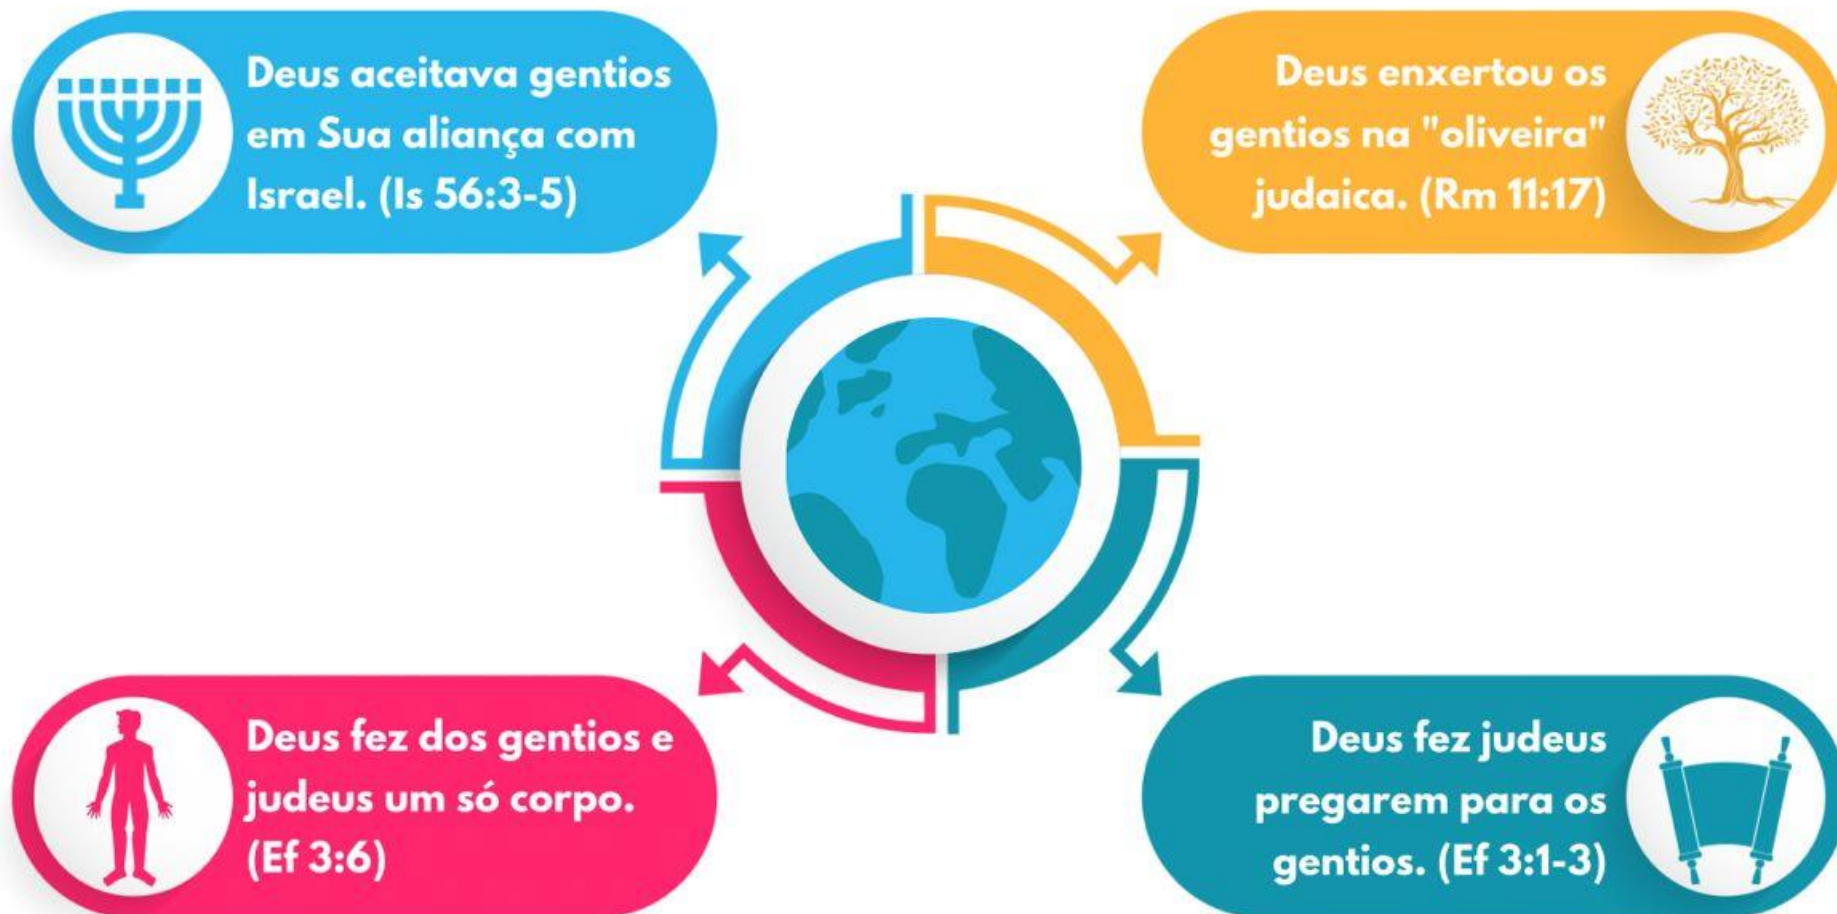 Deus aceitava gentios
em Sua aliança com
Israel. (Is 56:3-5)
Deus enxertou os
gentios na "oliveira"
judaica. (Rm 11:17)
Deus fez dos gentios e
judeus um só corpo.
(Ef 3:6)
Deus fez judeus
pregarem para os
gentios. (Ef 3:1-3)